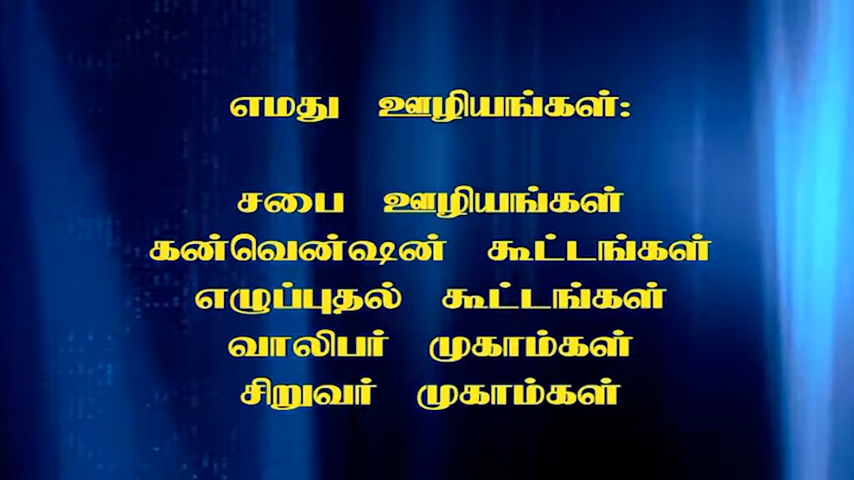 எமது ஊழியங்கள்:
சபை ஊழியங்கள்
கன்வென்ஷன் கூட்டங்கள்
எழுப்புதல் கூட்டங்கள்
வாலிபர் முகாம்கள்
சிறுவர் முகாம்கள்